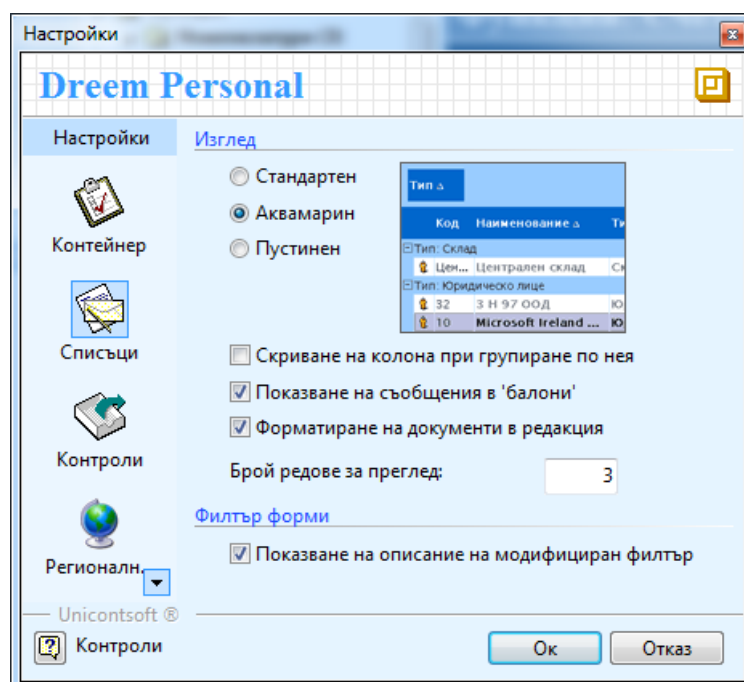 Настройки
Dreem Personal
Настройки
Контейнер
Списъци
Контроли
Регионалн...
Изглед
Стандартен
Аквамарин
Пустинен
Тип
Код Наименование
Тип: Склад
Цен... Централен склад
Тип: Юридическо лице
32 З Н 97 ООД
10 Microsoft Ireland ...
Скриване на колона при групиране по нея
Показване на съобщения в 'балони'
Форматиране на документи в редакция
Брой редове за преглед: 3
Филтър форми
Показване на описание на модифициран филтър
Unicontsoft ®
Контроли
Ок Отказ